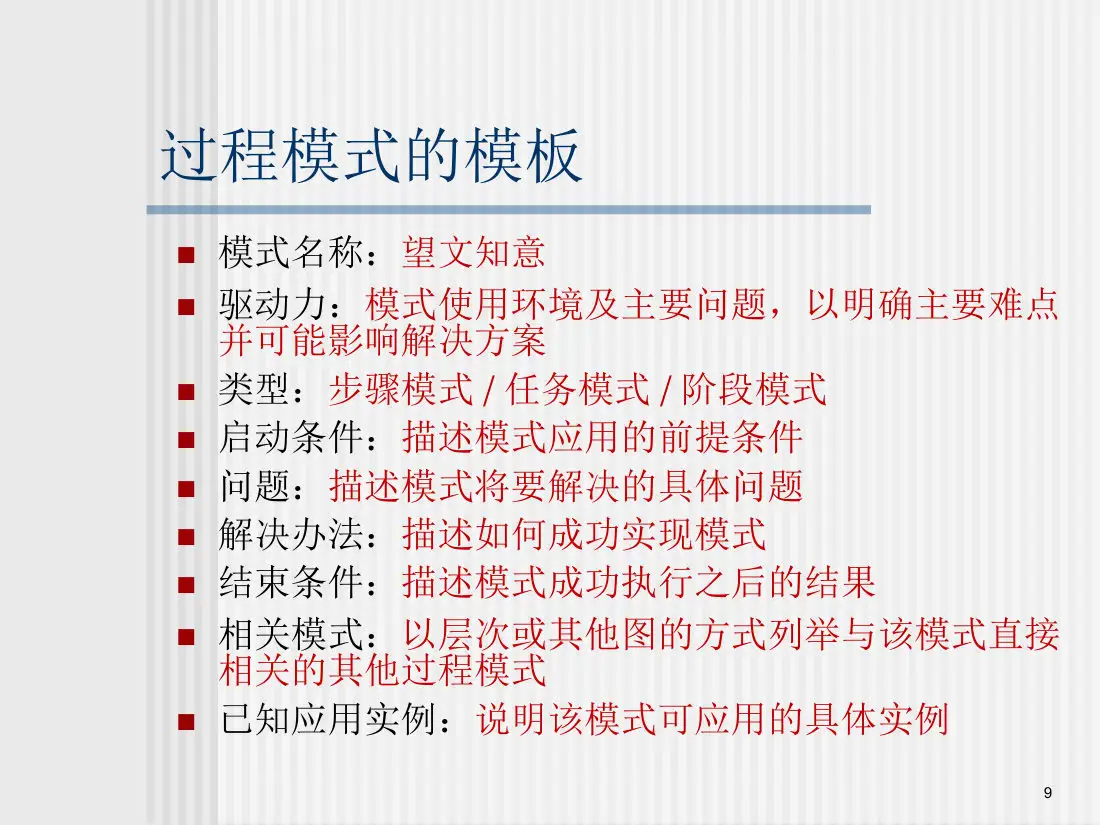 过程模式的模板
模式名称：望文知意
驱动力：模式使用环境及主要问题，以明确主要难点
并可能影响解决方案
类型：步骤模式 / 任务模式 / 阶段模式
启动条件：描述模式应用的前提条件
问题：描述模式将要解决的具体问题
解决办法：描述如何成功实现模式
结束条件：描述模式成功执行之后的结果
相关模式：以层次或其他图的方式列举与该模式直接
相关的其他过程模式
已知应用实例：说明该模式可应用的具体实例
9